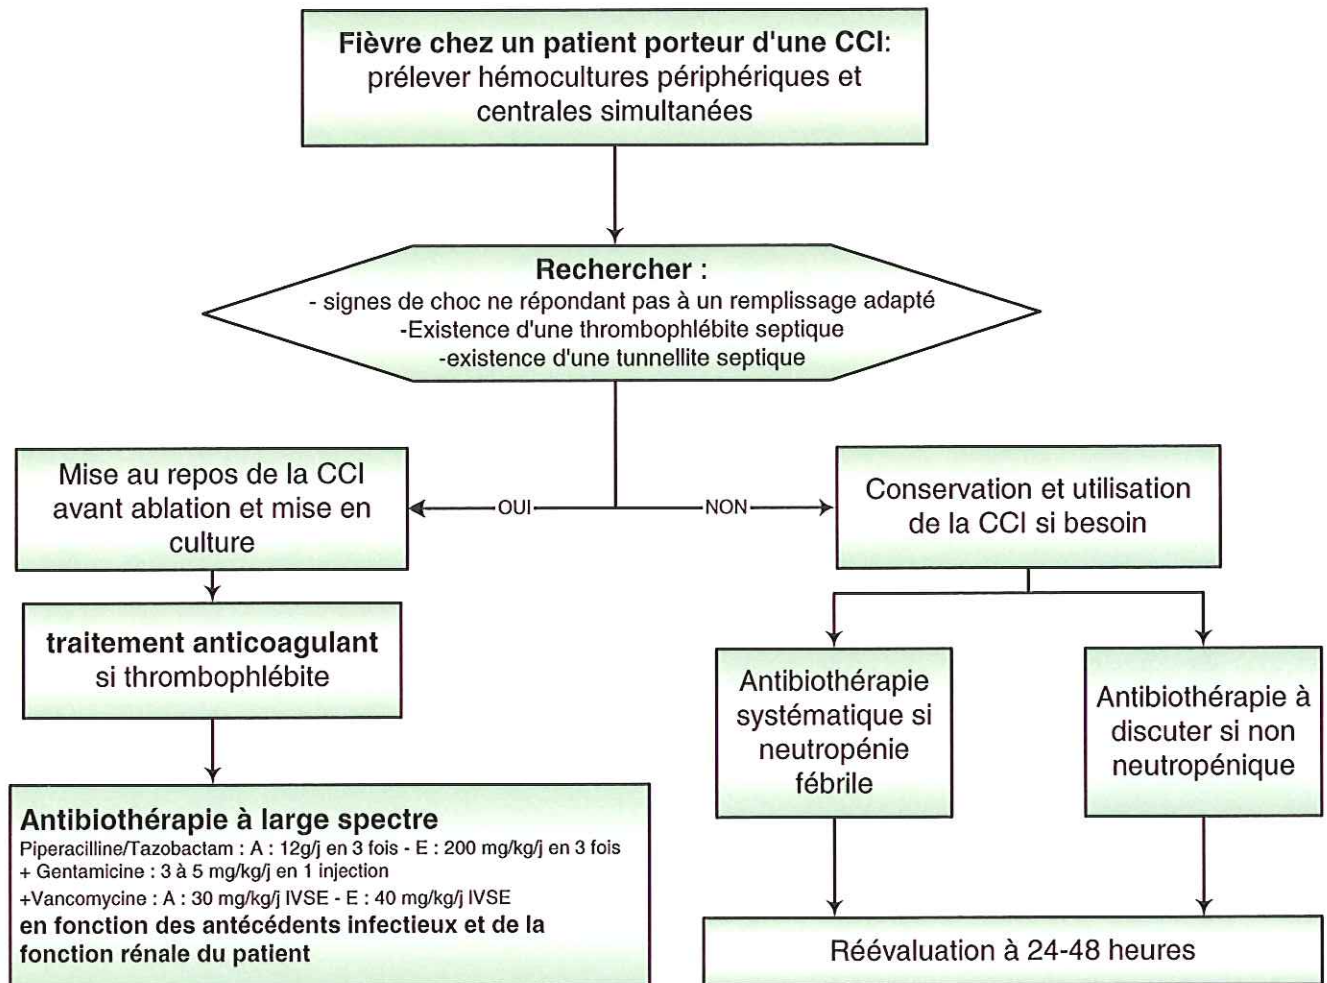 Fièvre chez un patient porteur d'une CCI:
prélever hémocultures périphériques et
centrales simultanées
Rechercher :
- signes de choc ne répondant pas à un remplissage adapté
-Existence d'une thrombophlébite septique
-existence d'une tunnellite septique
OUI
NON
Mise au repos de la CCI
avant ablation et mise en
culture
traitement anticoagulant
si thrombophlébite
Antibiothérapie à large spectre
Piperacilline/Tazobactam : A : 12g/j en 3 fois - E : 200 mg/kg/j en 3 fois
+ Gentamicine : 3 à 5 mg/kg/j en 1 injection
+Vancomycine : A : 30 mg/kg/j IVSE - E : 40 mg/kg/j IVSE
en fonction des antécédents infectieux et de la
fonction rénale du patient
Conservation et utilisation
de la CCI si besoin
Antibiothérapie
systématique si
neutropénie
fébrile
Antibiothérapie à
discuter si non
neutropénique
Réévaluation à 24-48 heures